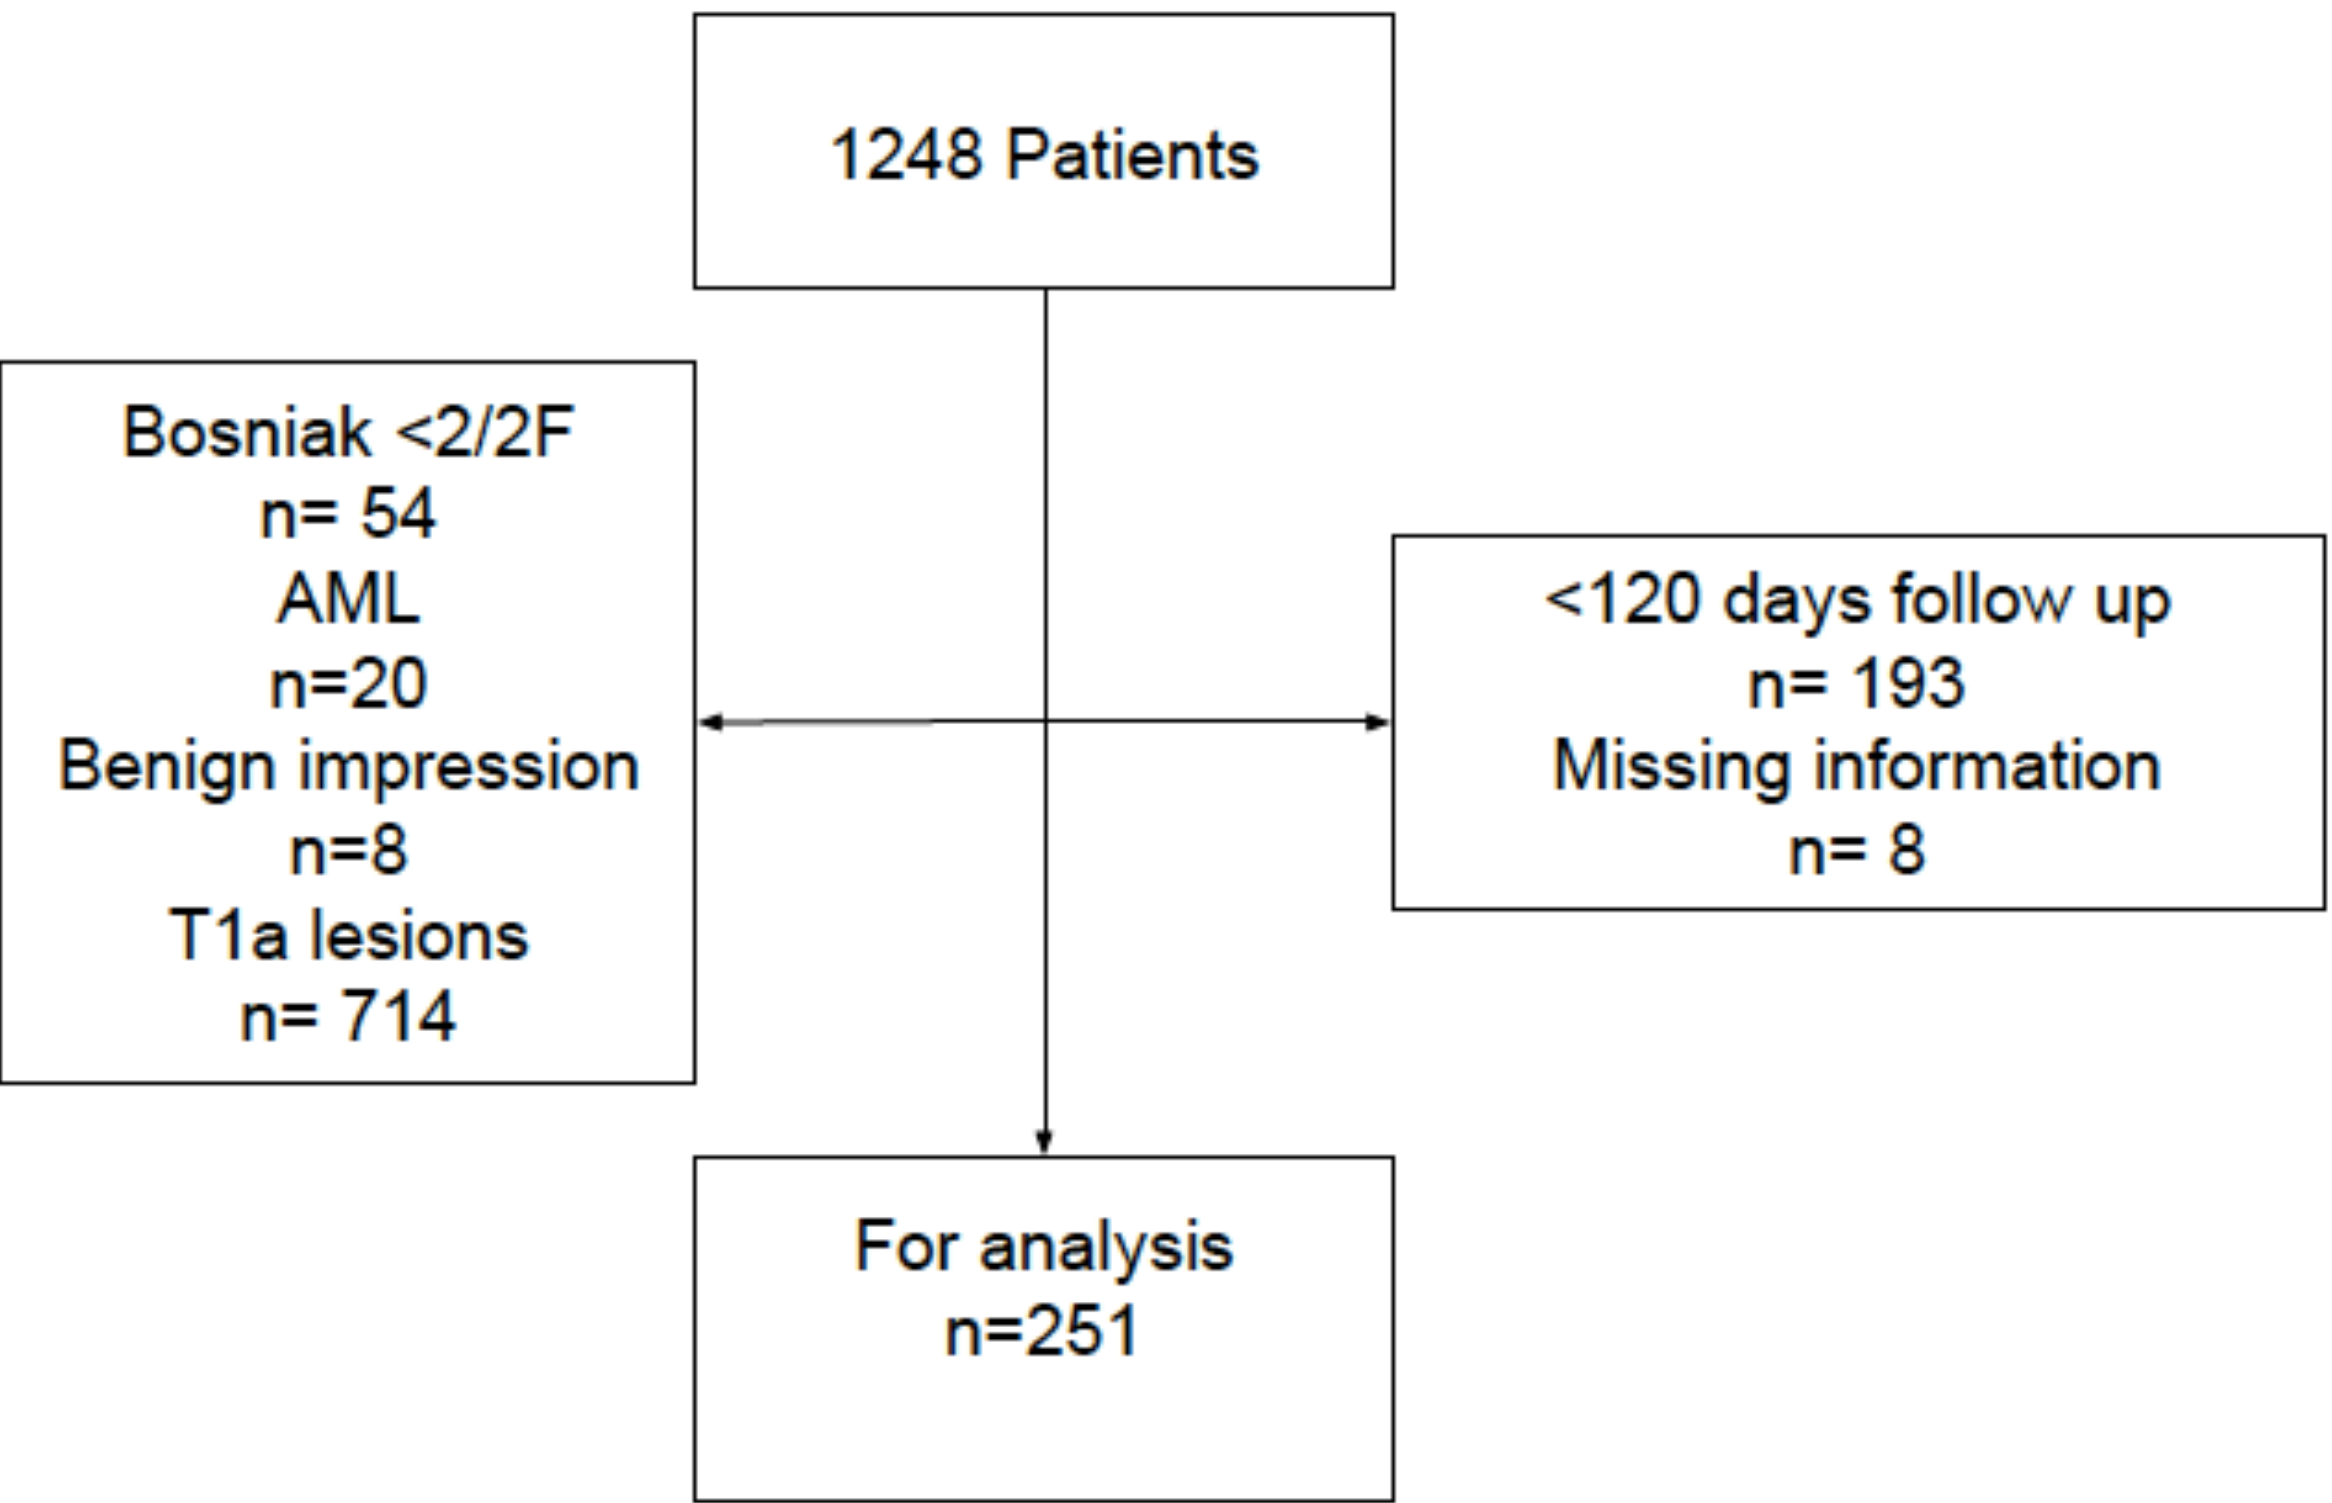 1248 Patients
Bosniak <2/2F
n= 54
AML
n=20
Benign impression
n=8
T1a lesions
n= 714
<120 days follow up
n= 193
Missing information
n= 8
For analysis
n=251